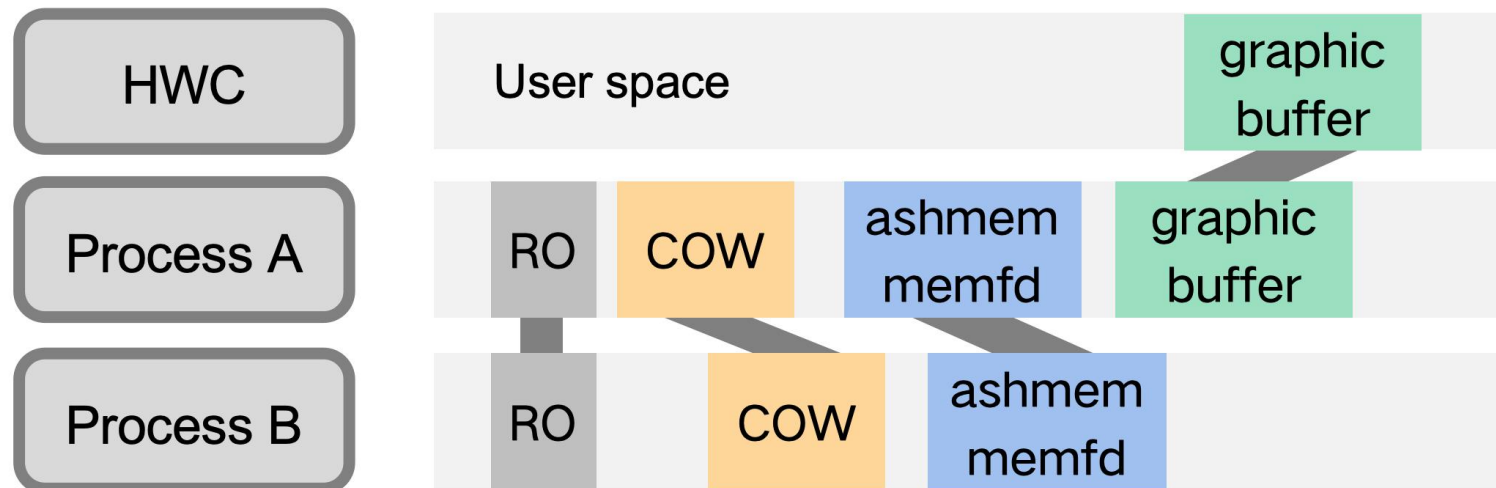 HWC
User space
graphic
buffer
Process A
RO
COW
ashmem
memfd
graphic
buffer
Process B
RO
COW
ashmem
memfd